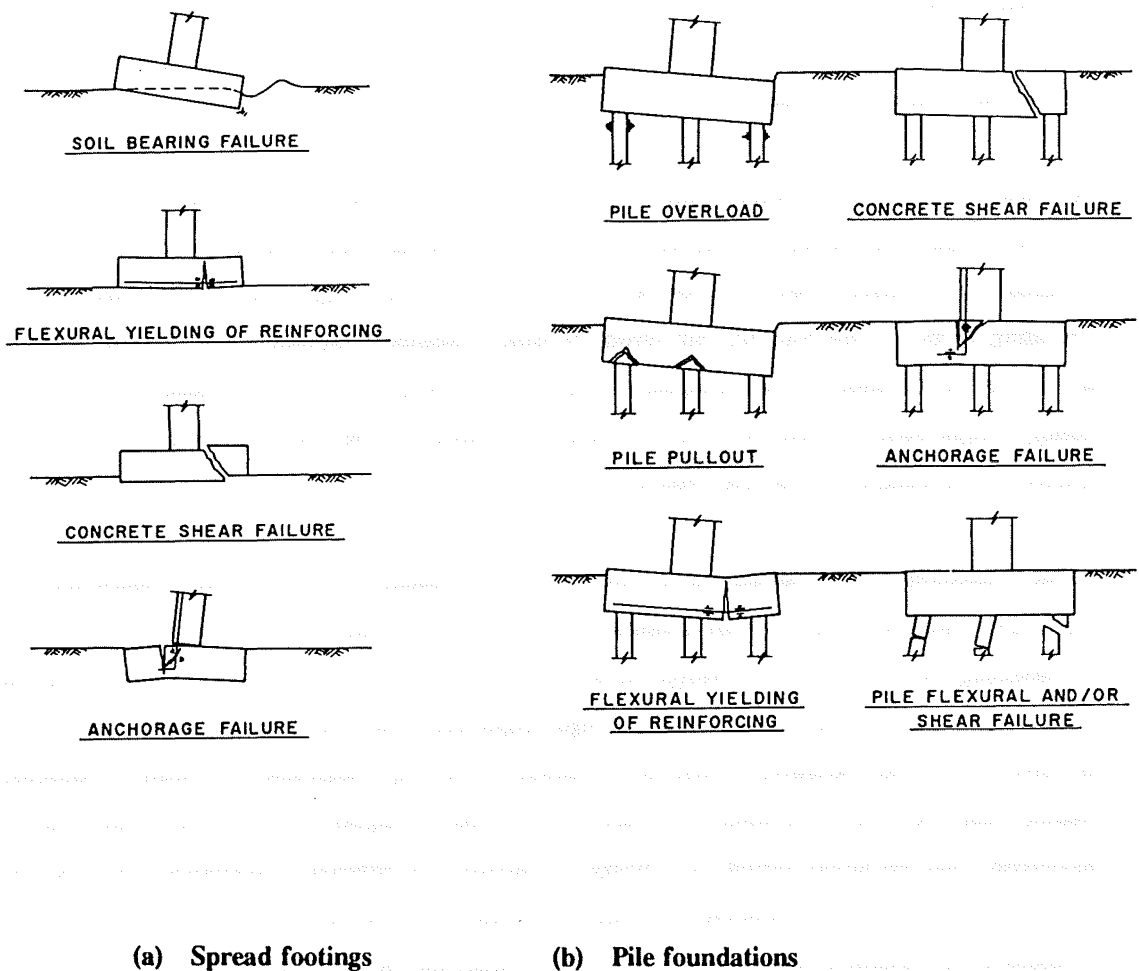 SOIL BEARING FAILURE
FLEXURAL YIELDING OF REINFORCING
CONCRETE SHEAR FAILURE
ANCHORAGE FAILURE
(a) Spread footings
PILE OVERLOAD
CONCRETE SHEAR FAILURE
PILE PULLOUT
ANCHORAGE FAILURE
FLEXURAL YIELDING
OF REINFORCING
PILE FLEXURAL AND/OR
SHEAR FAILURE
(b) Pile foundations